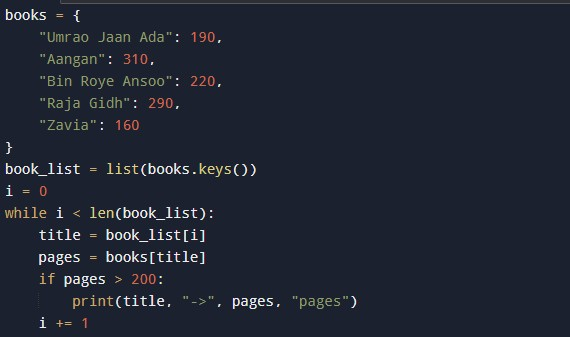 books = {
    "Umrao Jaan Ada": 190,
    "Aangan": 310,
    "Bin Roye Ansoo": 220,
    "Raja Gidh": 290,
    "Zavia": 160
}
book_list = list(books.keys())
i = 0
while i < len(book_list):
    title = book_list[i]
    pages = books[title]
    if pages > 200:
        print(title, "->", pages, "pages")
    i += 1